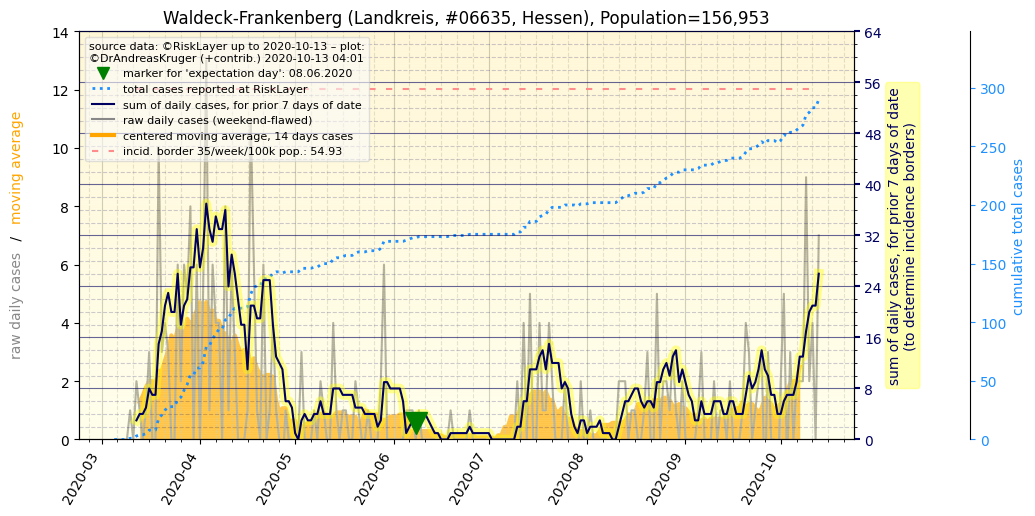 Waldeck-Frankenberg (Landkreis, #06635, Hessen), Population=156,953
source data: ©RiskLayer up to 2020-10-13 – plot:
©DrAndreasKruger (+contrib.) 2020-10-13 04:01
marker for 'expectation day': 08.06.2020
total cases reported at RiskLayer
sum of daily cases, for prior 7 days of date
raw daily cases (weekend-flawed)
centered moving average, 14 days cases
incid. border 35/week/100k pop.: 54.93
raw daily cases / moving average
14
12
10
8
6
4
2
0
2020-03
2020-04
2020-05
2020-06
2020-07
2020-08
2020-09
2020-10
64
56
48
40
32
24
16
8
0
sum of daily cases, for prior 7 days of date
(to determine incidence borders)
300
250
200
150
100
50
0
cumulative total cases